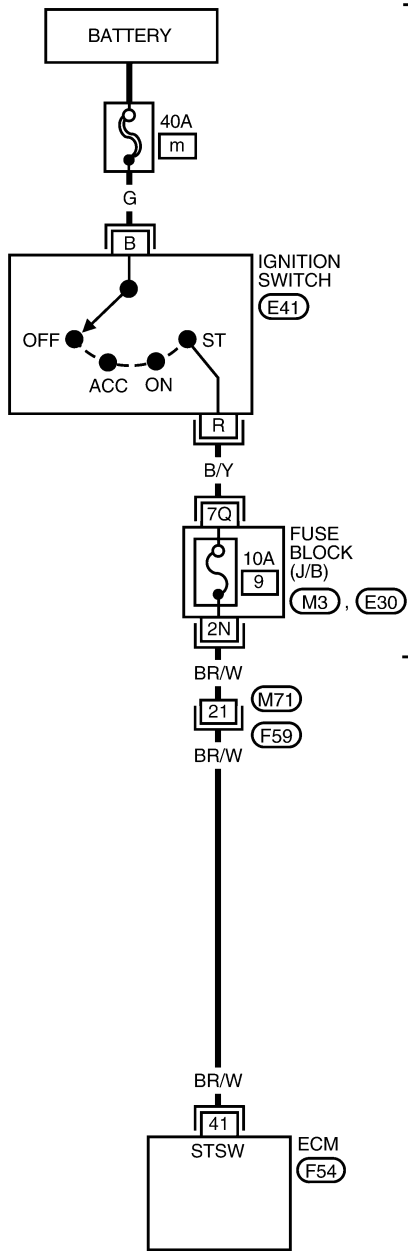 BATTERY
40A
m
G
B
IGNITION
SWITCH
E41
OFF
ST
ACC
ON
R
B/Y
7Q
FUSE
BLOCK
(J/B)
10A
9
M3 , E30
2N
BR/W
21
M71
F59
BR/W
BR/W
41
STSW
ECM
F54